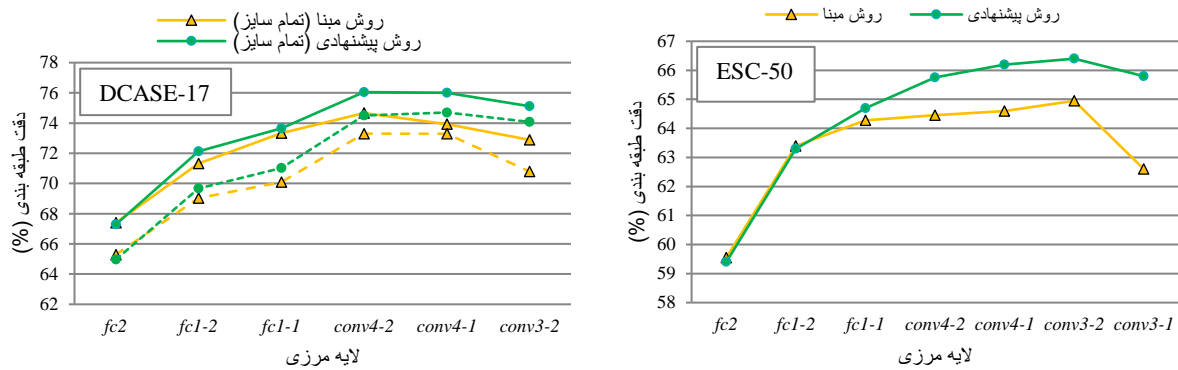 روش مبنا (تمام سایز)
روش پیشنهادی (تمام سایز)
DCASE-17
78
76
74
72
70
68
66
64
62
دقت طبقه بندی (%)
fc2 fc1-2 fc1-1 conv4-2 conv4-1 conv3-2
لایه مرزی
روش مبنا روش پیشنهادی
ESC-50
67
66
65
64
63
62
61
60
59
58
دقت طبقه بندی (%)
fc2 fc1-2 fc1-1 conv4-2 conv4-1 conv3-2 conv3-1
لایه مرزی